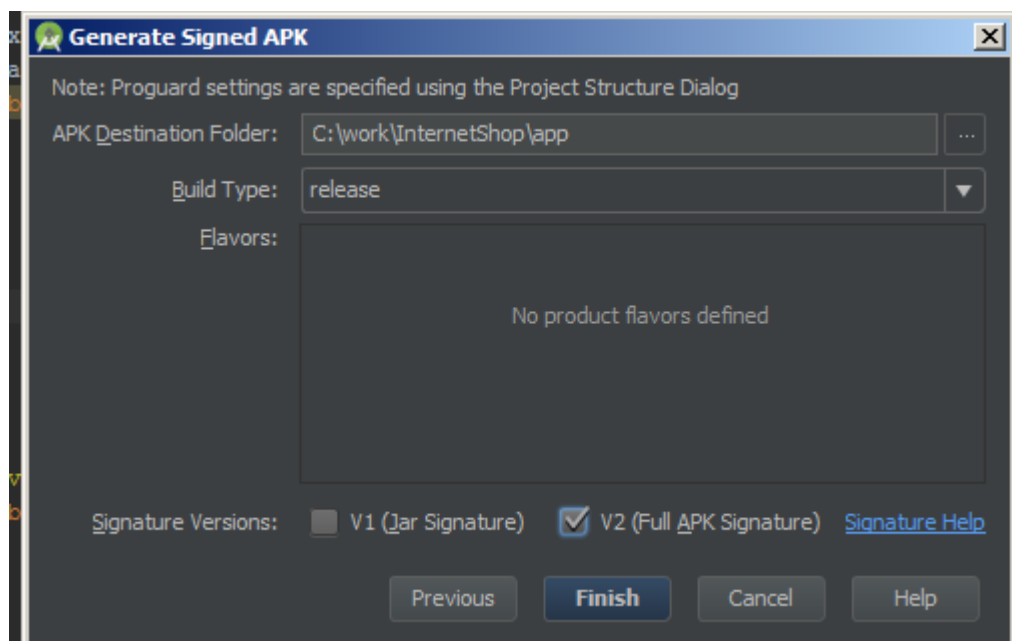 Generate Signed APK
Note: Proguard settings are specified using the Project Structure Dialog
APK Destination Folder: C:\work\InternetShop\app ...
Build Type: release
Flavors:
No product flavors defined
Signature Versions: V1 (Jar Signature) V2 (Full APK Signature) Signature Help
Previous Finish Cancel Help